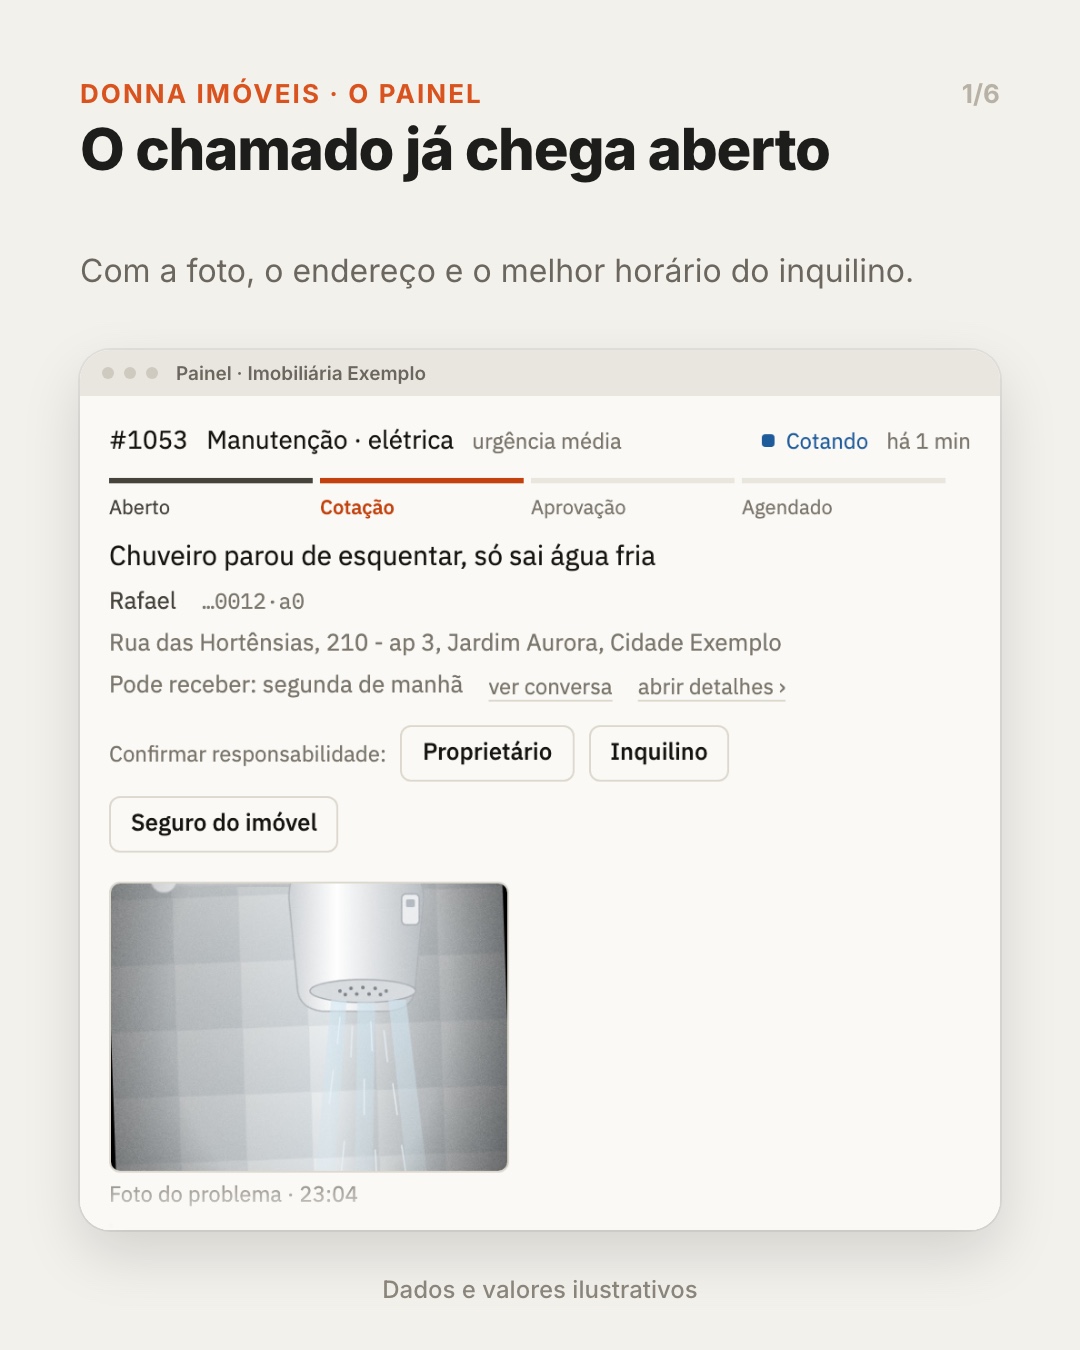 DONNA IMÓVEIS · O PAINEL
1/6
O chamado já chega aberto
Com a foto, o endereço e o melhor horário do inquilino.
Painel · Imobiliária Exemplo
#1053 Manutenção · elétrica urgência média Cotando há 1 min
Aberto Cotação Aprovação Agendado
Chuveiro parou de esquentar, só sai água fria
Rafael …0012·a0
Rua das Hortênsias, 210 - ap 3, Jardim Aurora, Cidade Exemplo
Pode receber: segunda de manhã ver conversa abrir detalhes ›
Confirmar responsabilidade: Proprietário Inquilino
Seguro do imóvel
Foto do problema · 23:04
Dados e valores ilustrativos